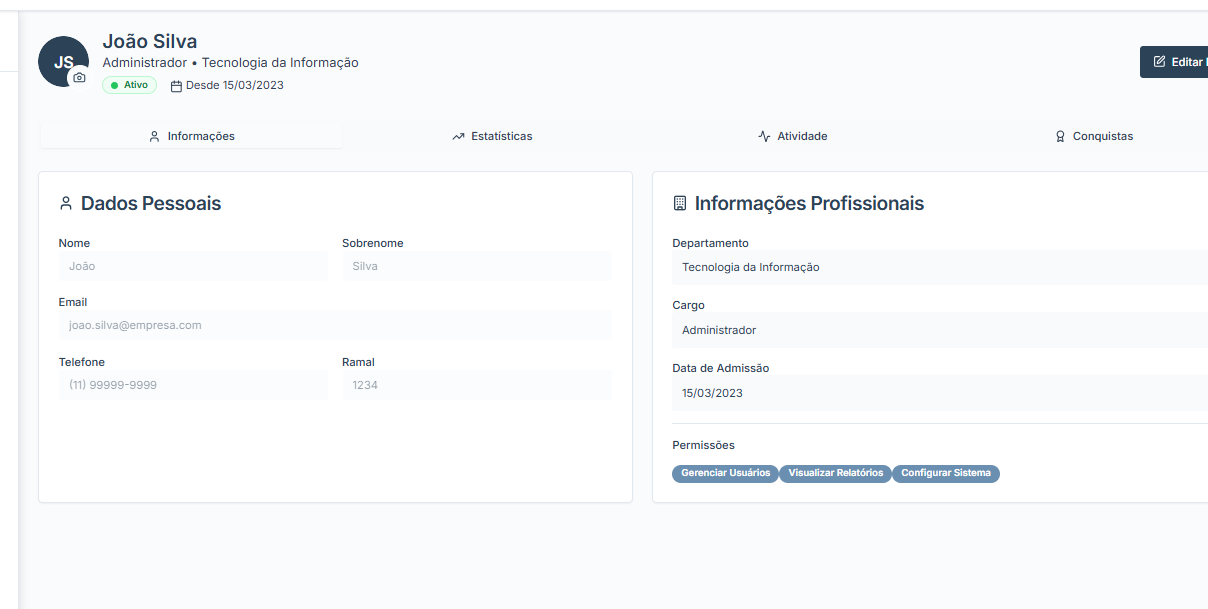 João Silva
JS
Administrador • Tecnologia da Informação
Ativo Desde 15/03/2023
Editar
Informações Estatísticas Atividade Conquistas
Dados Pessoais
Nome Sobrenome
João Silva
Email
joao.silva@empresa.com
Telefone Ramal
(11) 99999-9999 1234
Informações Profissionais
Departamento
Tecnologia da Informação
Cargo
Administrador
Data de Admissão
15/03/2023
Permissões
Gerenciar Usuários Visualizar Relatórios Configurar Sistema